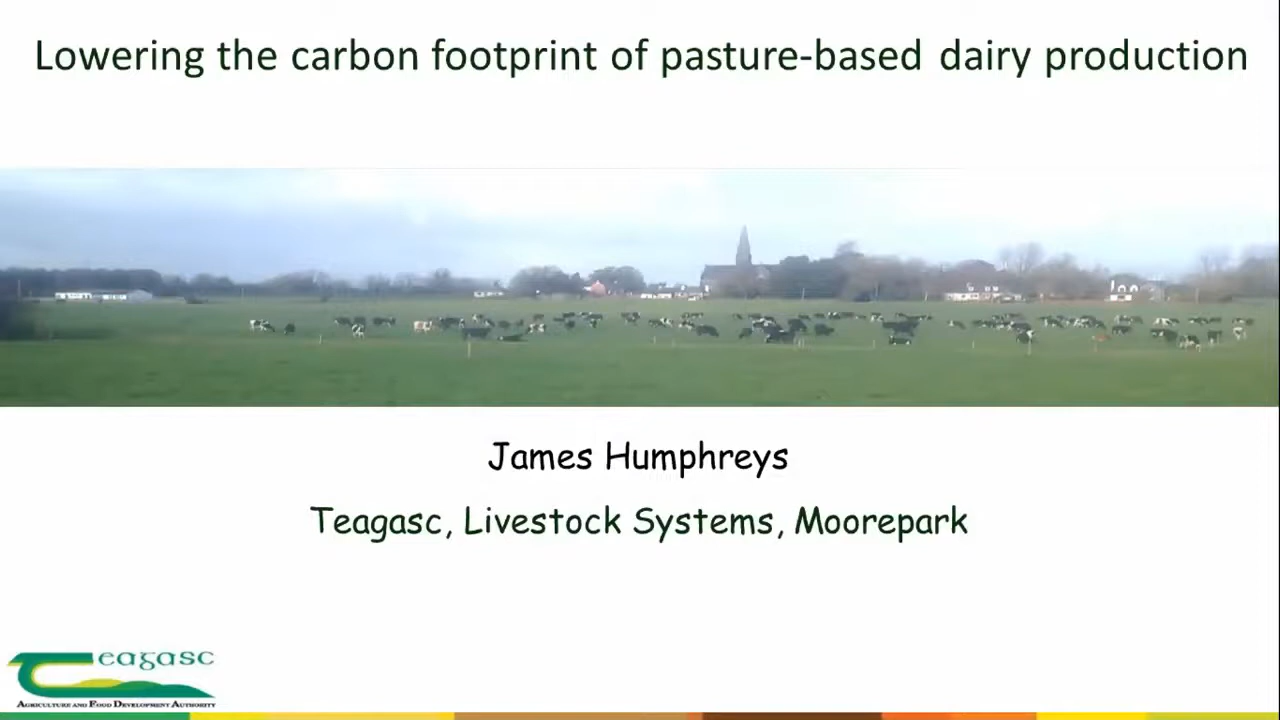 Lowering the carbon footprint of pasture-based dairy production
James Humphreys
Teagasc, Livestock Systems, Moorepark
Teagasc
Agriculture and Food Development Authority